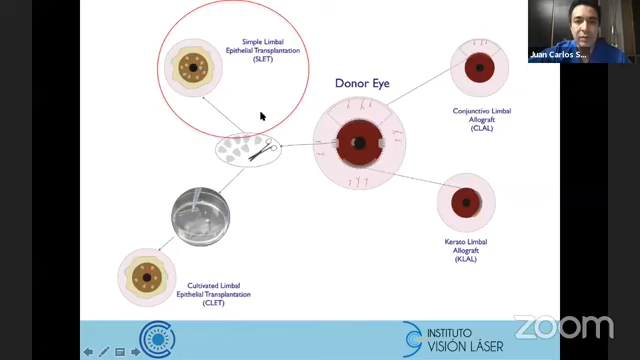 Simple Limbal
Epithelial Transplantation
(SLET)
Juan Carlos S...
Donor Eye
Conjunctivo Limbal
Allograft
(CLAL)
Kerato Limbal
Allograft
(KLAL)
Cultivated Limbal
Epithelial Transplantation
(CLET)
INSTITUTO
VISIÓN LÁSER
zoom